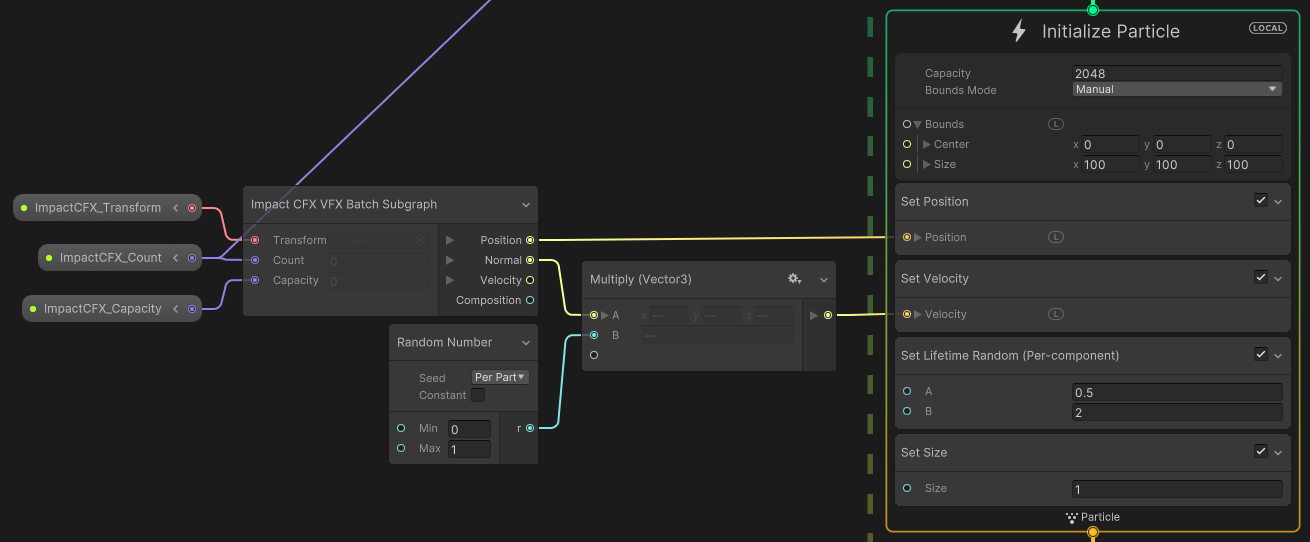 Initialize Particle
LOCAL
Capacity 2048
Bounds Mode Manual
Bounds L
Center x 0 y 0 z 0
Size x 100 y 100 z 100
Set Position
Position L
Set Velocity
Velocity L
Set Lifetime Random (Per-component)
A 0.5
B 2
Set Size
Size 1
Particle
ImpactCFX_Transform
ImpactCFX_Count
ImpactCFX_Capacity
Impact CFX VFX Batch Subgraph
Transform Position
Count 0 Normal
Capacity 0 Velocity
Composition
Random Number
Seed Per Part
Constant
Min 0 r
Max 1
Multiply (Vector3)
A x — y — z —
B —